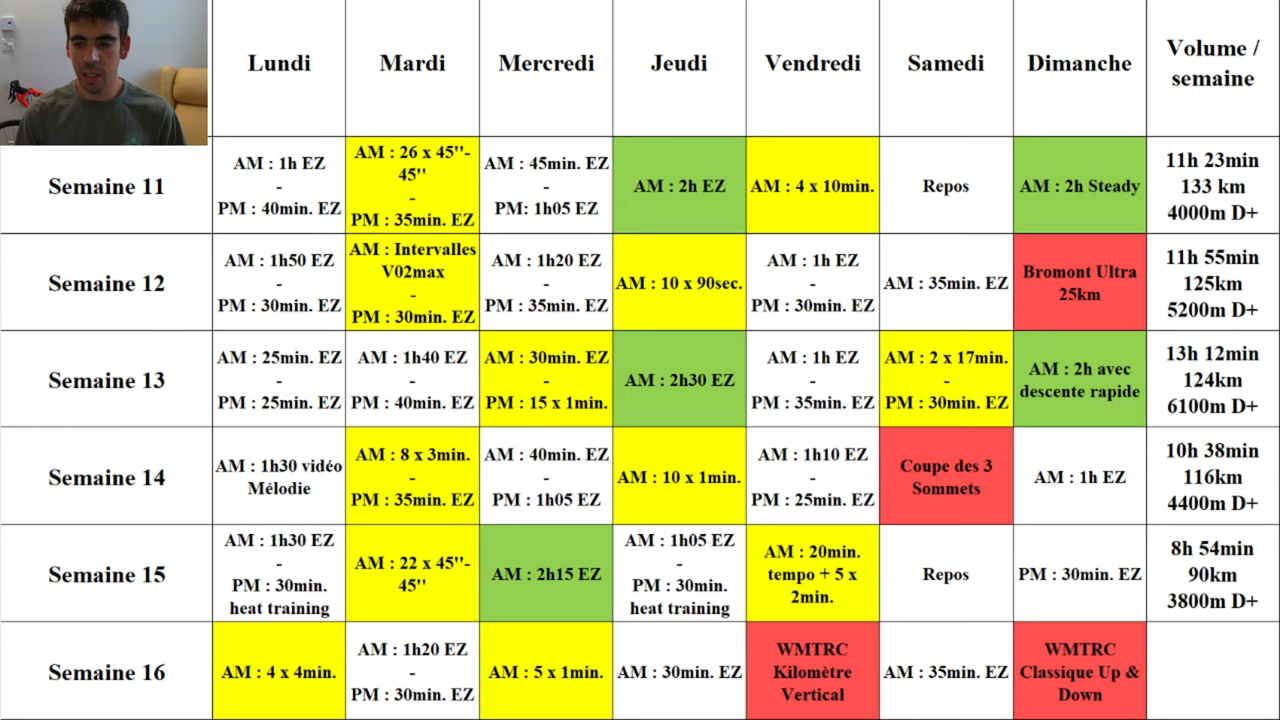 Lundi
Mardi
Mercredi
Jeudi
Vendredi
Samedi
Dimanche
Volume /
semaine
Semaine 11
AM : 1h EZ
-
PM : 40min. EZ
AM : 26 x 45''-
45''
-
PM : 35min. EZ
AM : 45min. EZ
-
PM: 1h05 EZ
AM : 2h EZ
AM : 4 x 10min.
Repos
AM : 2h Steady
11h 23min
133 km
4000m D+
Semaine 12
AM : 1h50 EZ
-
PM : 30min. EZ
AM : Intervalles
V02max
-
PM : 30min. EZ
AM : 1h20 EZ
-
PM : 35min. EZ
AM : 10 x 90sec.
AM : 1h EZ
-
PM : 30min. EZ
AM : 35min. EZ
Bromont Ultra
25km
11h 55min
125km
5200m D+
Semaine 13
AM : 25min. EZ
-
PM : 25min. EZ
AM : 1h40 EZ
-
PM : 40min. EZ
AM : 30min. EZ
-
PM : 15 x 1min.
AM : 2h30 EZ
AM : 1h EZ
-
PM : 35min. EZ
AM : 2 x 17min.
-
PM : 30min. EZ
AM : 2h avec
descente rapide
13h 12min
124km
6100m D+
Semaine 14
AM : 1h30 vidéo
Mélodie
AM : 8 x 3min.
-
PM : 35min. EZ
AM : 40min. EZ
-
PM : 1h05 EZ
AM : 10 x 1min.
AM : 1h10 EZ
-
PM : 25min. EZ
Coupe des 3
Sommets
AM : 1h EZ
10h 38min
116km
4400m D+
Semaine 15
AM : 1h30 EZ
-
PM : 30min.
heat training
AM : 22 x 45''-
45''
AM : 2h15 EZ
AM : 1h05 EZ
-
PM : 30min.
heat training
AM : 20min.
tempo + 5 x
2min.
Repos
PM : 30min. EZ
8h 54min
90km
3800m D+
Semaine 16
AM : 4 x 4min.
AM : 1h20 EZ
-
PM : 30min. EZ
AM : 5 x 1min.
AM : 30min. EZ
WMTRC
Kilomètre
Vertical
AM : 35min. EZ
WMTRC
Classique Up &
Down